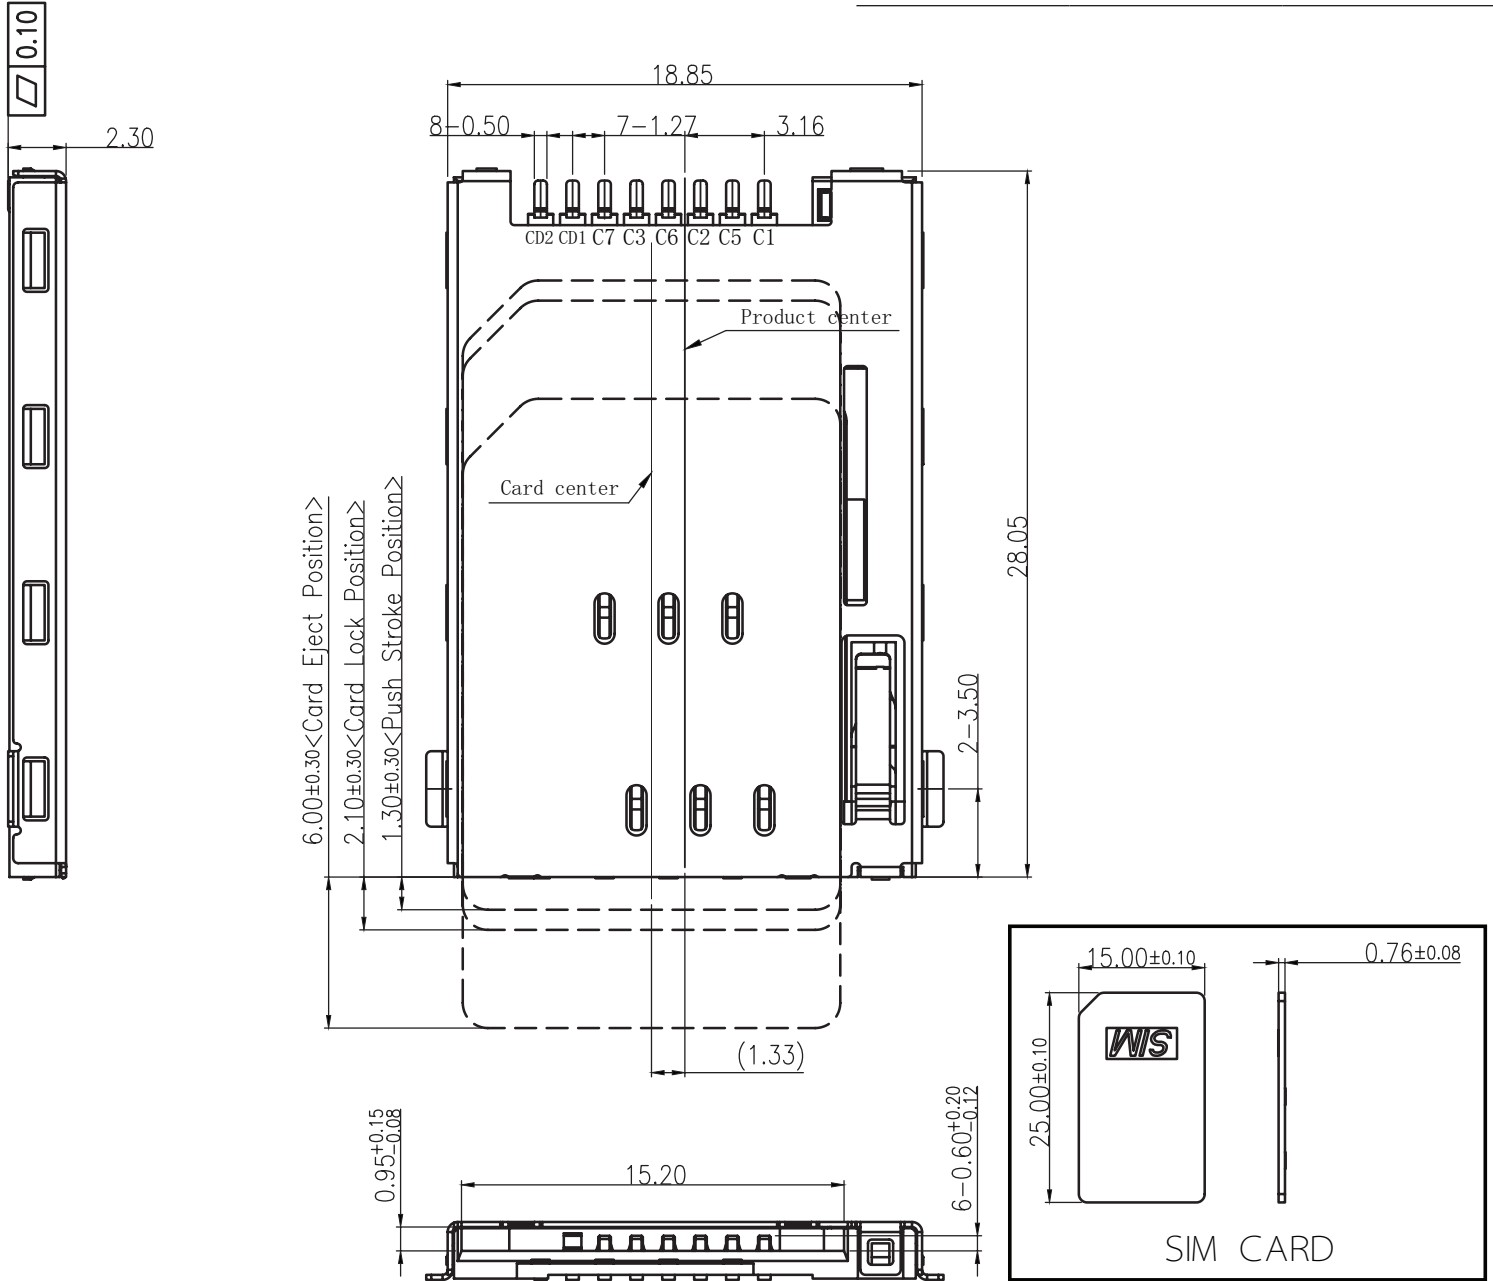 0.10
2.30
18.85
8-0.50
7-1.27
3.16
CD2 CD1 C7 C3 C6 C2 C5 C1
Product center
Card center
6.00±0.30<Card Eject Position>
2.10±0.30<Card Lock Position>
1.30±0.30<Push Stroke Position>
28.05
2-3.50
(1.33)
0.95+0.15
-0.08
15.20
6-0.60+0.20
-0.12
15.00±0.10
0.76±0.08
25.00±0.10
SIM
SIM CARD